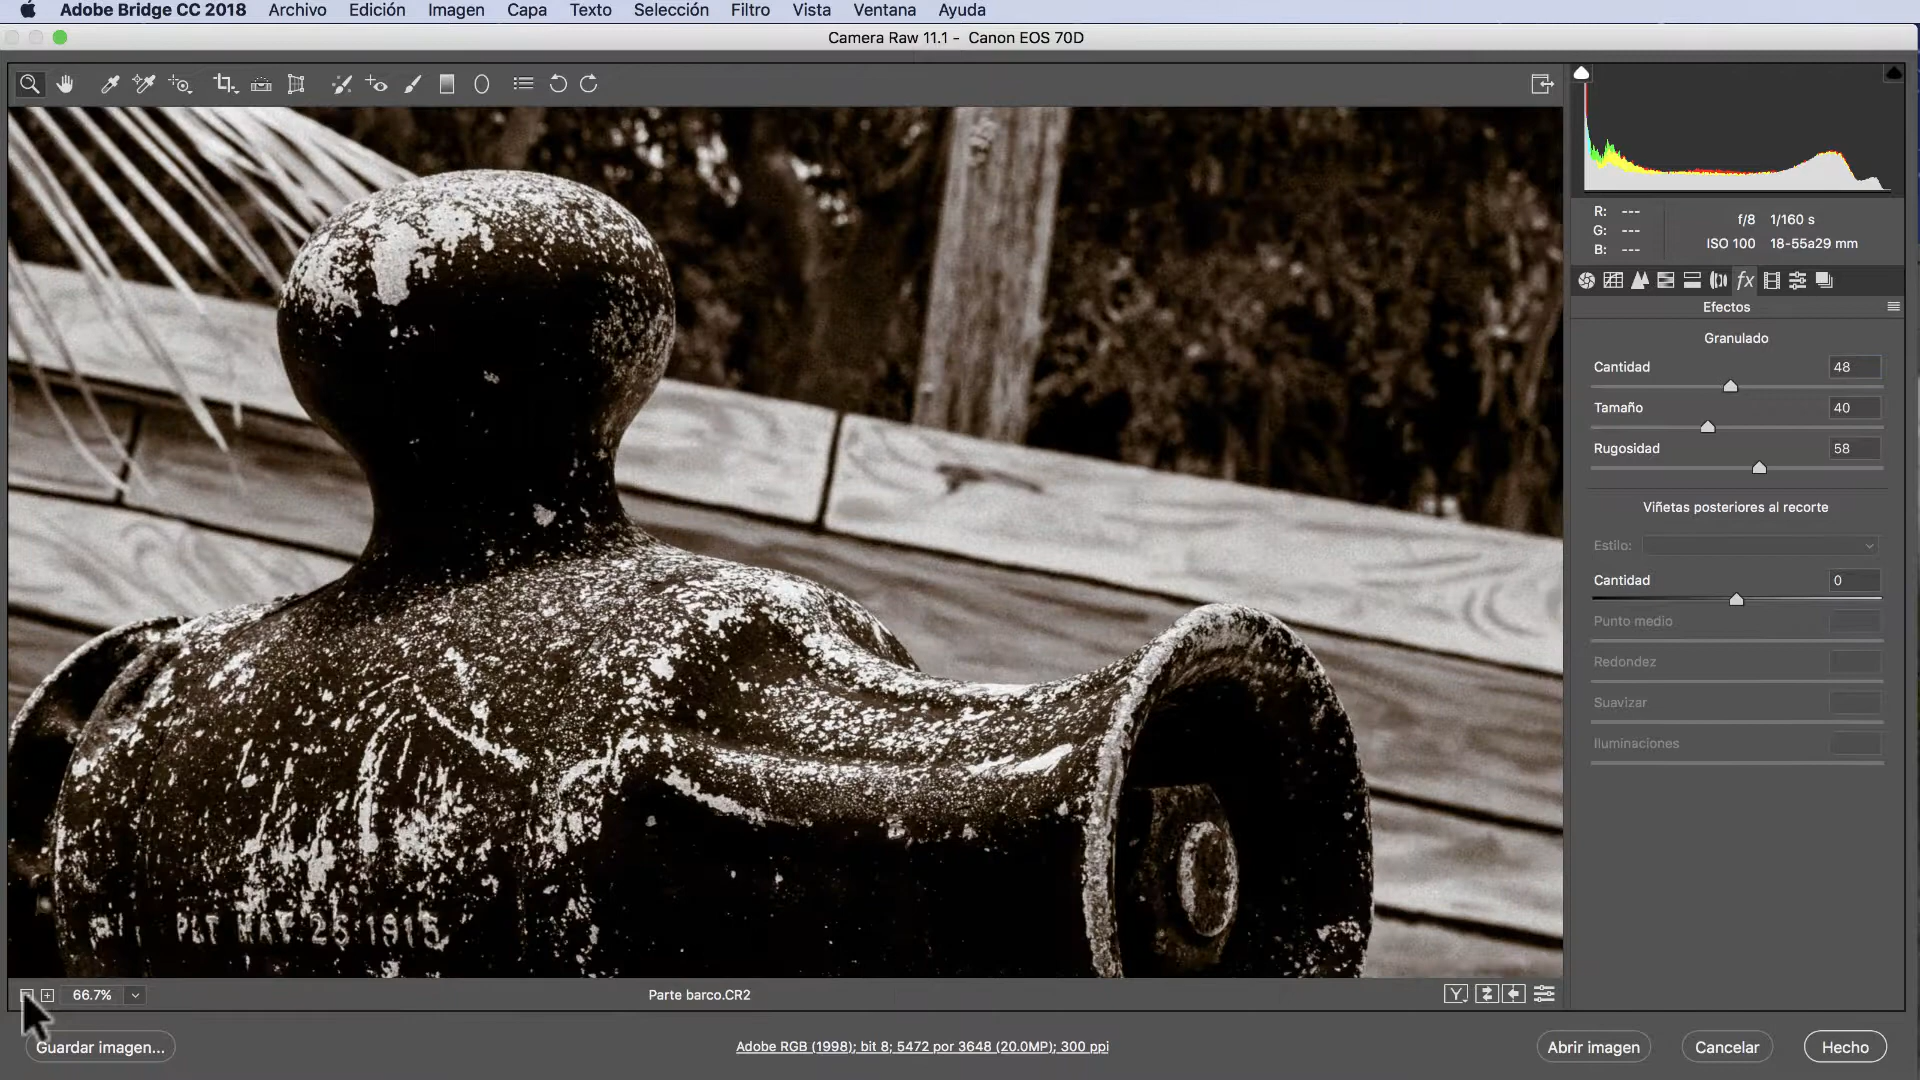 Adobe Bridge CC 2018 Archivo Edición Imagen Capa Texto Selección Filtro Vista Ventana Ayuda
Camera Raw 11.1 - Canon EOS 70D
R: ---
G: ---
B: ---
f/8 1/160 s
ISO 100 18-55a29 mm
fx
Efectos
Granulado
Cantidad 48
Tamaño 40
Rugosidad 58
Viñetas posteriores al recorte
Estilo:
Cantidad 0
Punto medio
Redondez
Suavizar
Iluminaciones
25 1915
66.7%
Parte barco.CR2
Y
Guardar imagen...
Adobe RGB (1998); bit 8; 5472 por 3648 (20.0MP); 300 ppi
Abrir imagen
Cancelar
Hecho